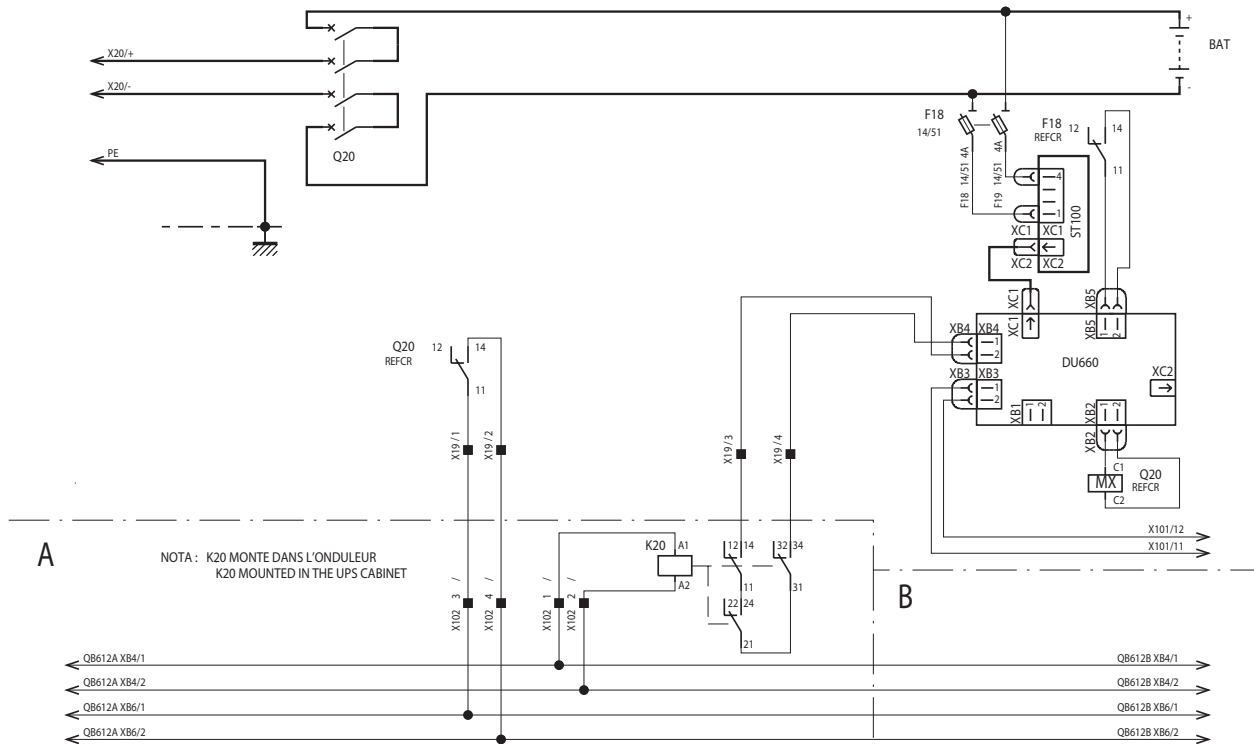 +
BAT
-
X20/+
X20/-
Q20
PE
F18
14/51
F18 14/51 4A
F19 14/51 4A
F18
REFCR
12
14
11
4
1
XC1
XC1
ST100
XC2
XC2
XC1
XC1
XB5
XB5
1
2
XB4
XB4
1
2
DU660
XB3
XB3
1
2
XC2
XB1
1
2
XB2
1
2
XB2
C1
MX
C2
Q20
REFCR
Q20
REFCR
12
14
11
X19/1
X19/2
X19/3
X19/4
X101/12
X101/11
A
NOTA : K20 MONTE DANS L'ONDULEUR
K20 MOUNTED IN THE UPS CABINET
K20
A1
A2
12
14
11
32
34
31
22
24
21
B
X102 3 /
X102 4 /
X102 1 /
X102 2 /
QB612A XB4/1
QB612B XB4/1
QB612A XB4/2
QB612B XB4/2
QB612A XB6/1
QB612B XB6/1
QB612A XB6/2
QB612B XB6/2